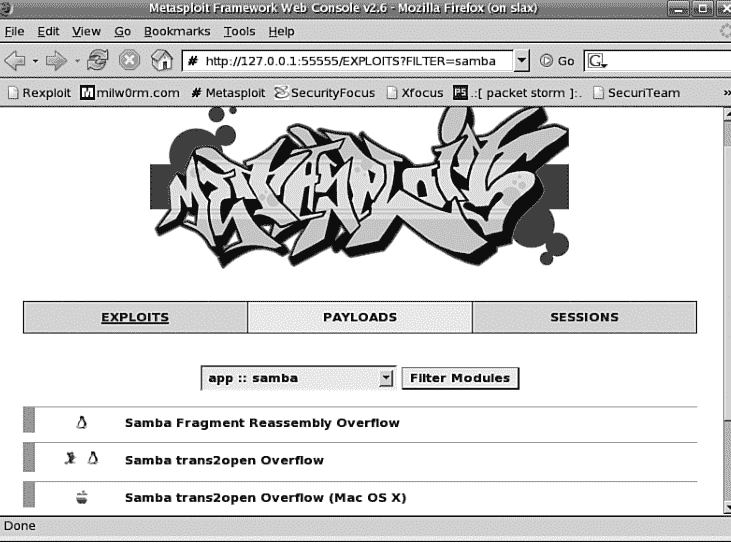 Metasploit Framework Web Console v2.6 - Mozilla Firefox (on slax)
File Edit View Go Bookmarks Tools Help
# http://127.0.0.1:55555/EXPLOITS?FILTER=samba Go G
Rexploit M milw0rm.com # Metasploit SecurityFocus Xfocus PS .:[ packet storm ]:. SecuriTeam »
METASPLOIT
EXPLOITS PAYLOADS SESSIONS
app :: samba Filter Modules
Samba Fragment Reassembly Overflow
Samba trans2open Overflow
Samba trans2open Overflow (Mac OS X)
Done